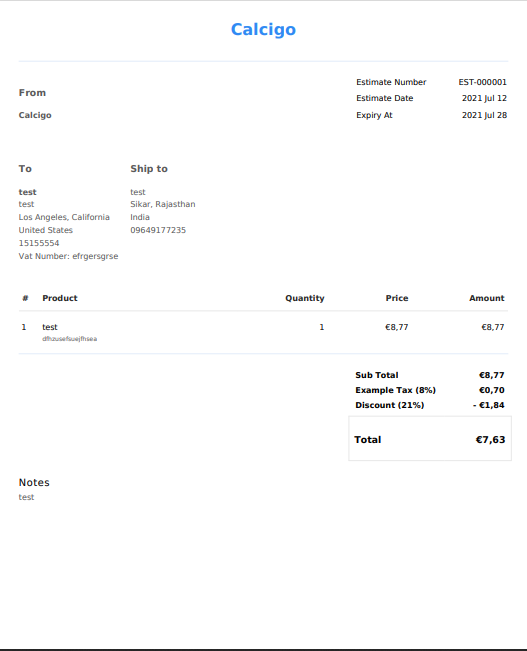 Calcigo
From
Calcigo
Estimate Number EST-000001
Estimate Date 2021 Jul 12
Expiry At 2021 Jul 28
To
test
test
Los Angeles, California
United States
15155554
Vat Number: efrgersgrse
Ship to
test
Sikar, Rajasthan
India
09649177235
# Product Quantity Price Amount
1 test 1 €8,77 €8,77
dfhzusefsuejfhsea
Sub Total €8,77
Example Tax (8%) €0,70
Discount (21%) - €1,84
Total €7,63
Notes
test